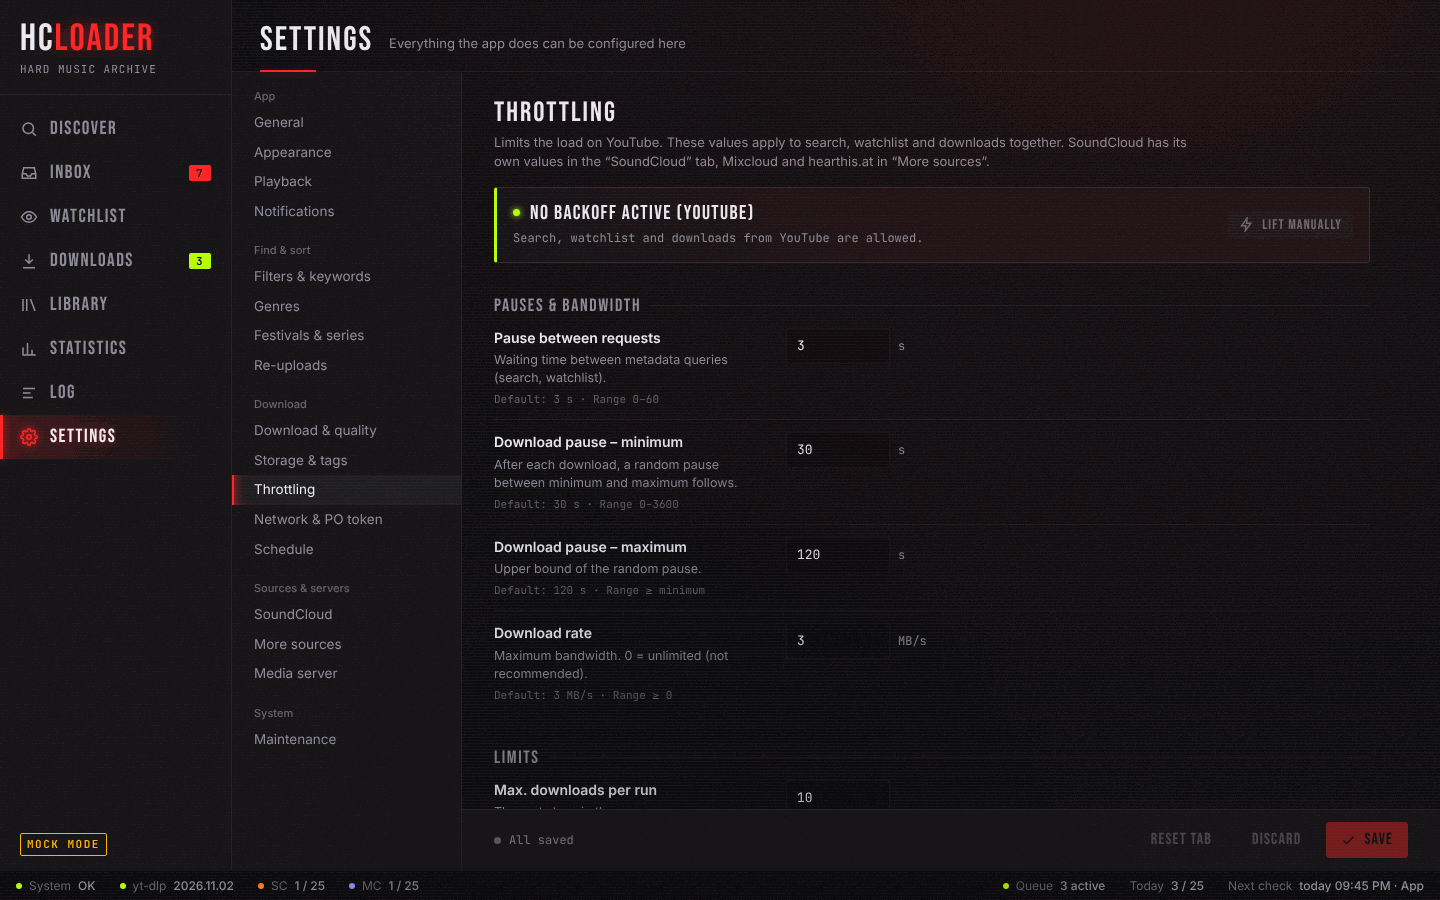 HCLOADER
HARD MUSIC ARCHIVE
DISCOVER
INBOX 7
WATCHLIST
DOWNLOADS 3
LIBRARY
STATISTICS
LOG
SETTINGS
MOCK MODE
SETTINGS Everything the app does can be configured here
App
General
Appearance
Playback
Notifications
Find & sort
Filters & keywords
Genres
Festivals & series
Re-uploads
Download
Download & quality
Storage & tags
Throttling
Network & PO token
Schedule
Sources & servers
SoundCloud
More sources
Media server
System
Maintenance
THROTTLING
Limits the load on YouTube. These values apply to search, watchlist and downloads together. SoundCloud has its
own values in the “SoundCloud” tab, Mixcloud and hearthis.at in “More sources”.
NO BACKOFF ACTIVE (YOUTUBE)
Search, watchlist and downloads from YouTube are allowed.
LIFT MANUALLY
PAUSES & BANDWIDTH
Pause between requests
Waiting time between metadata queries
(search, watchlist).
Default: 3 s · Range 0–60
3 s
Download pause – minimum
After each download, a random pause
between minimum and maximum follows.
Default: 30 s · Range 0–3600
30 s
Download pause – maximum
Upper bound of the random pause.
Default: 120 s · Range ≥ minimum
120 s
Download rate
Maximum bandwidth. 0 = unlimited (not
recommended).
Default: 3 MB/s · Range ≥ 0
3 MB/s
LIMITS
Max. downloads per run
10
All saved
RESET TAB
DISCARD
SAVE
System OK yt-dlp 2026.11.02 SC 1 / 25 MC 1 / 25 Queue 3 active Today 3 / 25 Next check today 09:45 PM · App